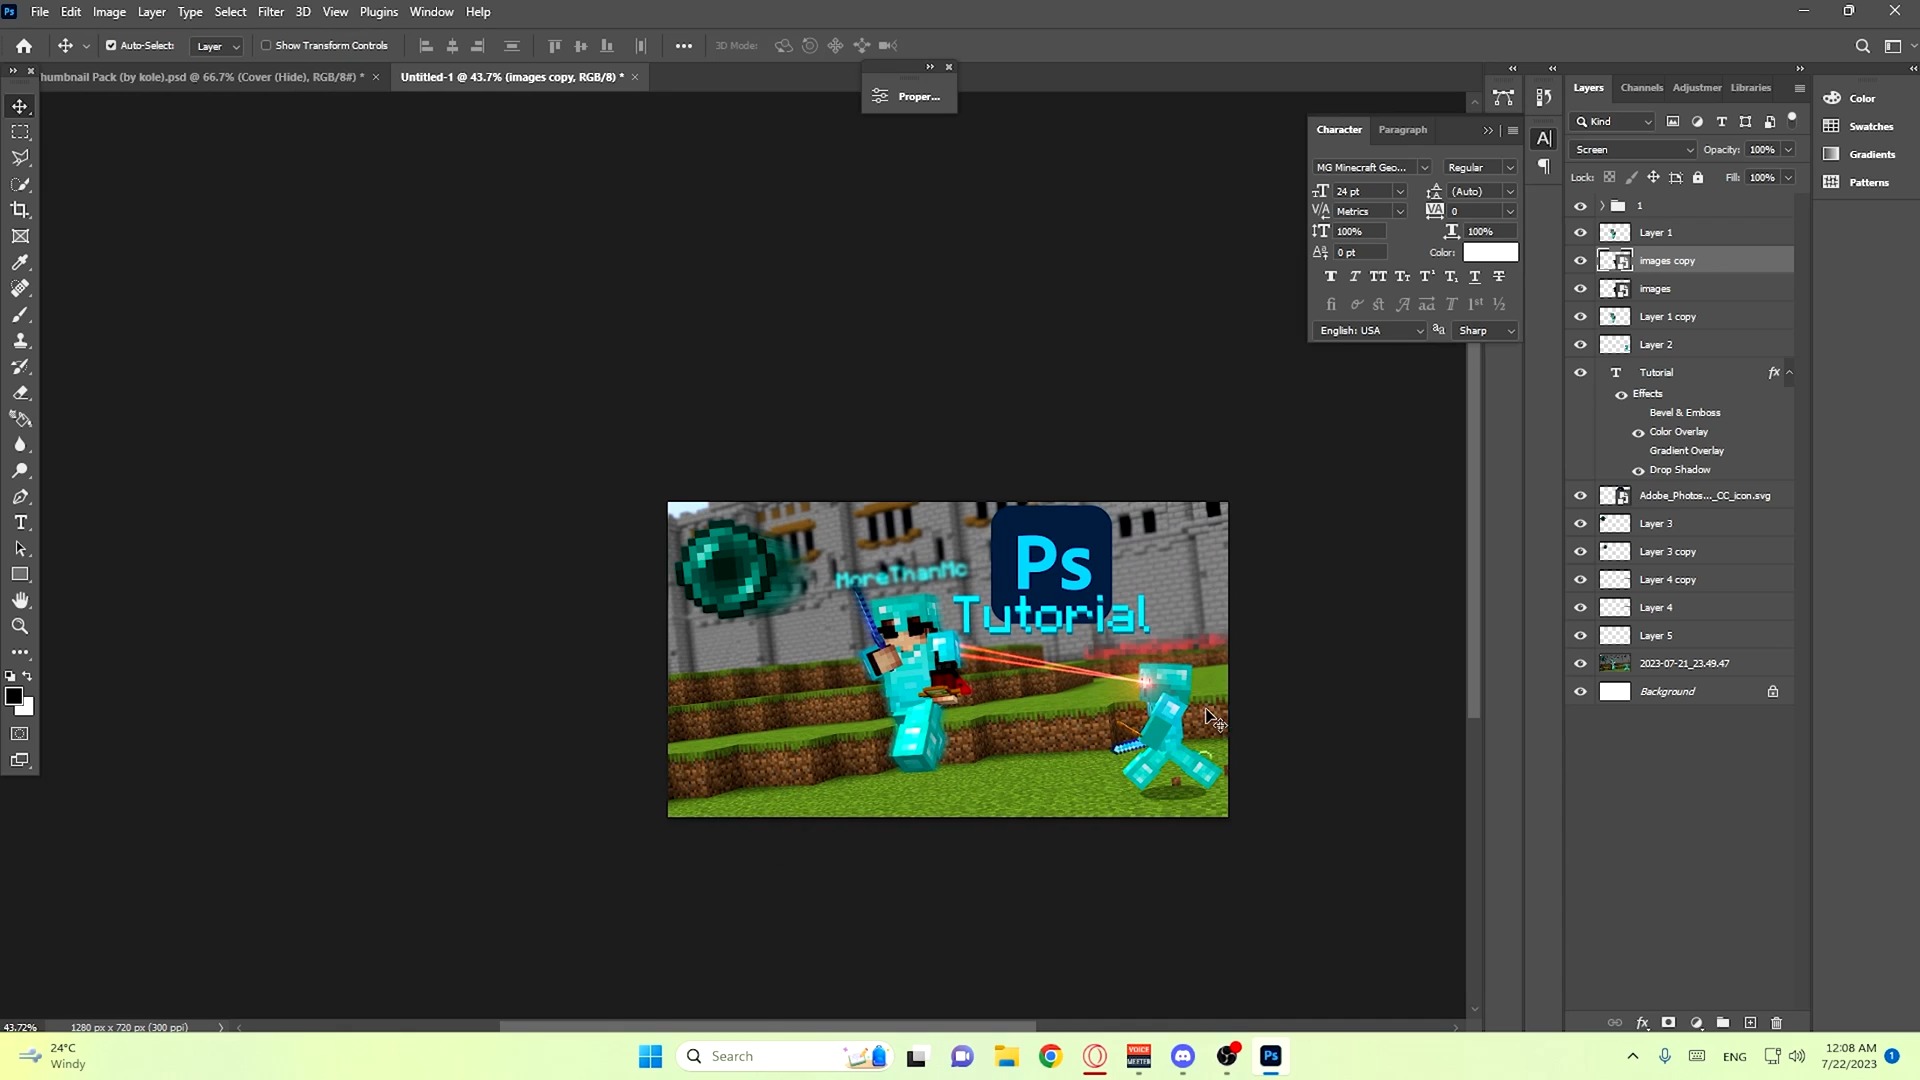 Ps File Edit Image Layer Type Select Filter 3D View Plugins Window Help
Auto-Select: Layer Show Transform Controls 3D Mode:
humbnail Pack (by kole).psd @ 66.7% (Cover (Hide), RGB/8#) * Untitled-1 @ 43.7% (images copy, RGB/8) *
Proper...
Character Paragraph
MG Minecraft Geo... Regular
24 pt (Auto)
Metrics 0
100% 100%
0 pt Color:
English: USA Sharp
Layers Channels Adjustmer Libraries
Kind
Screen Opacity: 100%
Lock: Fill: 100%
1
Layer 1
images copy
images
Layer 1 copy
Layer 2
Tutorial fx
Effects
Bevel & Emboss
Color Overlay
Gradient Overlay
Drop Shadow
Adobe_Photos..._CC_icon.svg
Layer 3
Layer 3 copy
Layer 4 copy
Layer 4
Layer 5
2023-07-21_23.49.47
Background
Color
Swatches
Gradients
Patterns
Ps
MoreThanMc
Tutorial
43.72% 1280 px x 720 px (300 ppi)
24°C
Windy
Search
VOICE
MEETER
Ps
ENG
12:08 AM
7/22/2023
1